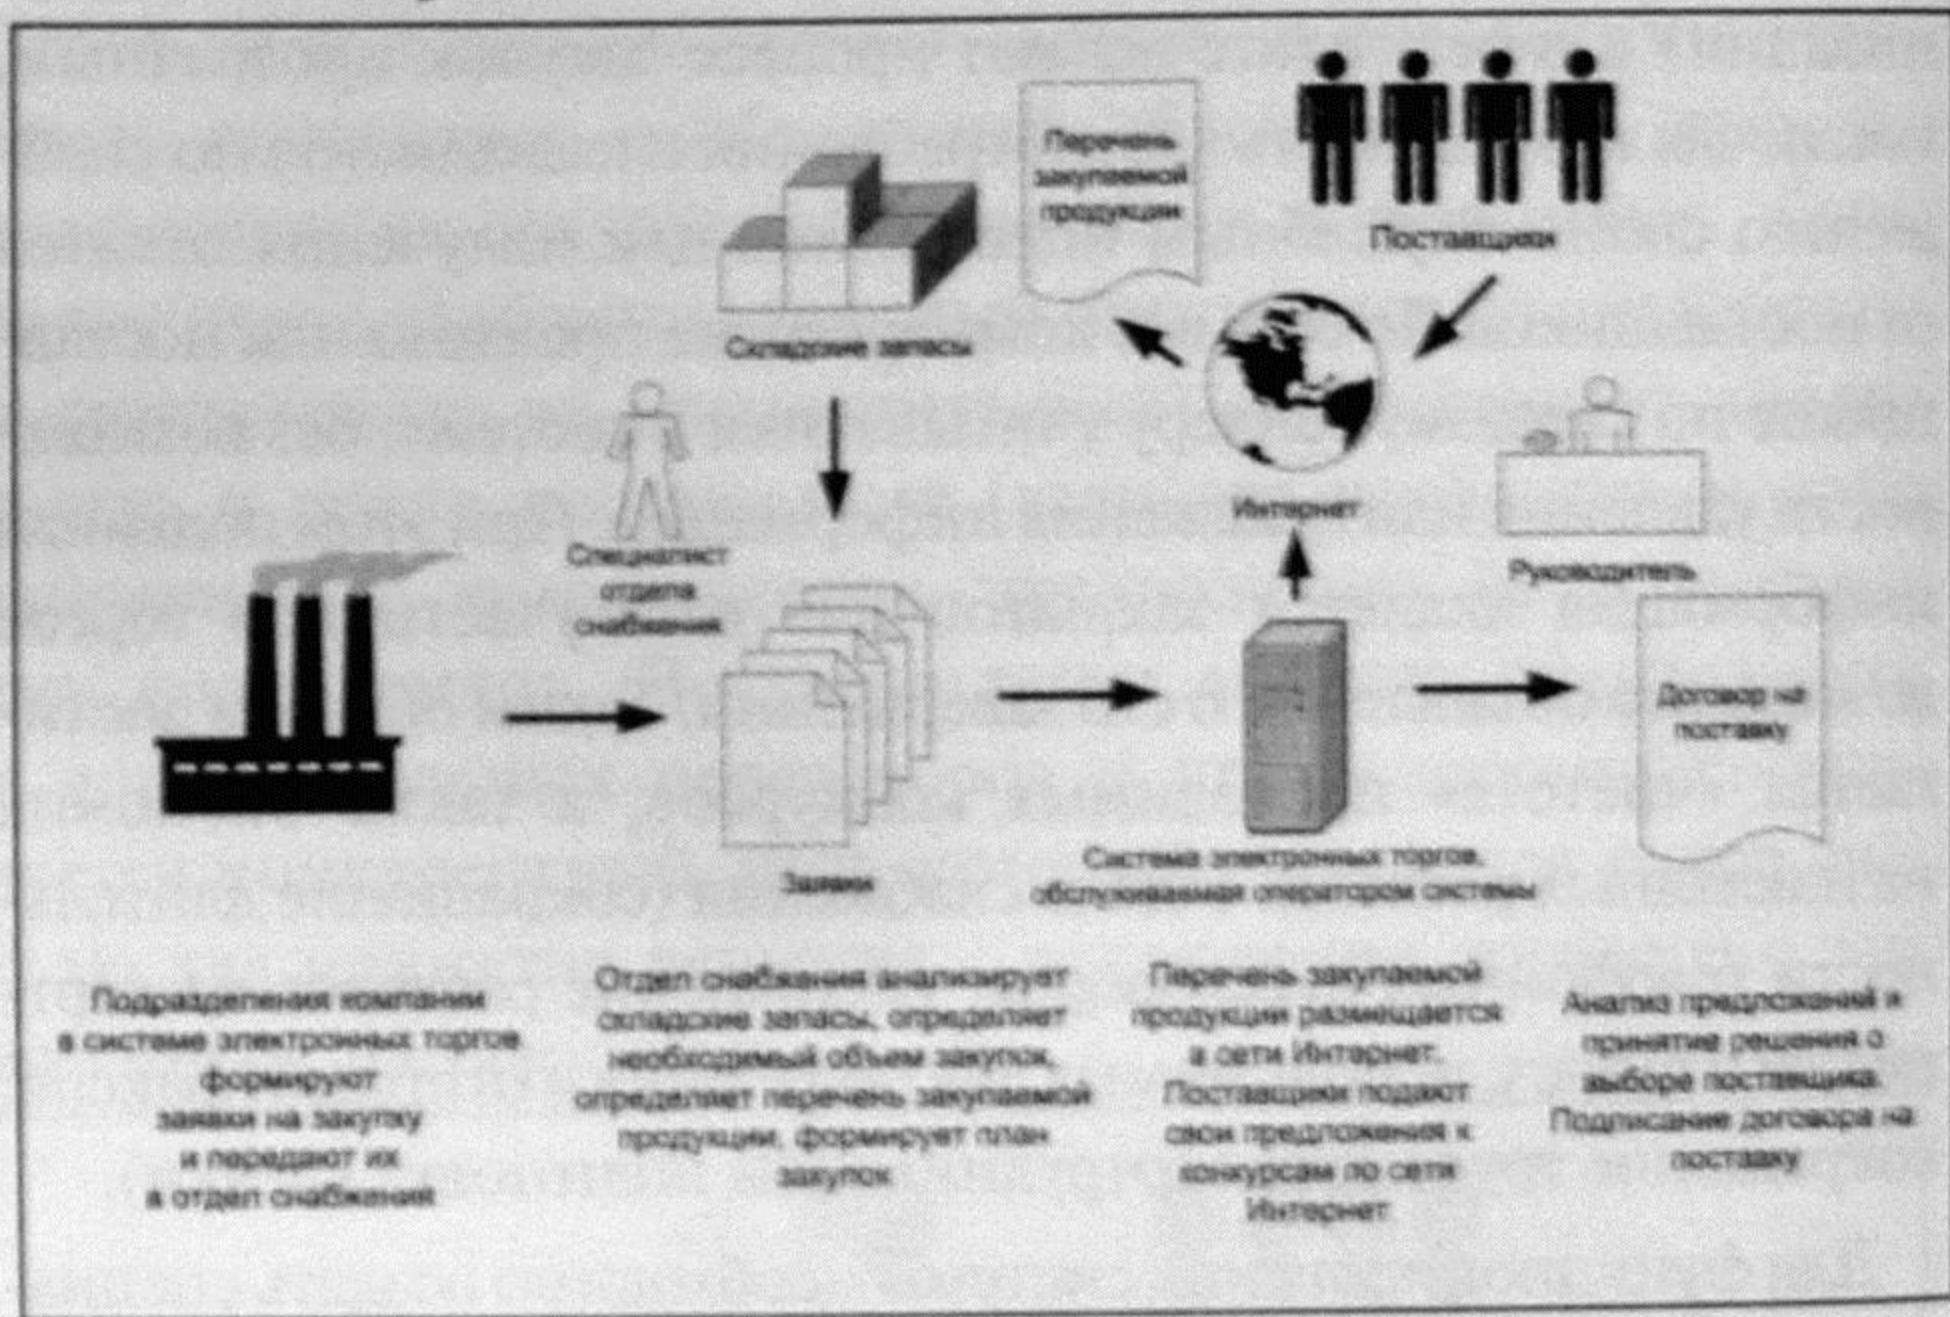 Перечень
закупаемой
продукции
Поставщики
Складские запасы
Интернет
Специалист
отдела
снабжения
Руководитель
Договор на
поставку
Заявки
Система электронных торгов,
обслуживаемая оператором системы
Подразделения компании
в системе электронных торгов
формируют
заявки на закупку
и передают их
в отдел снабжения
Отдел снабжения анализирует
складские запасы, определяет
необходимый объем закупок,
определяет перечень закупаемой
продукции, формирует план
закупок
Перечень закупаемой
продукции размещается
в сети Интернет.
Поставщики подают
свои предложения к
конкурсам по сети
Интернет
Анализ предложений и
принятие решения о
выборе поставщика.
Подписание договора на
поставку